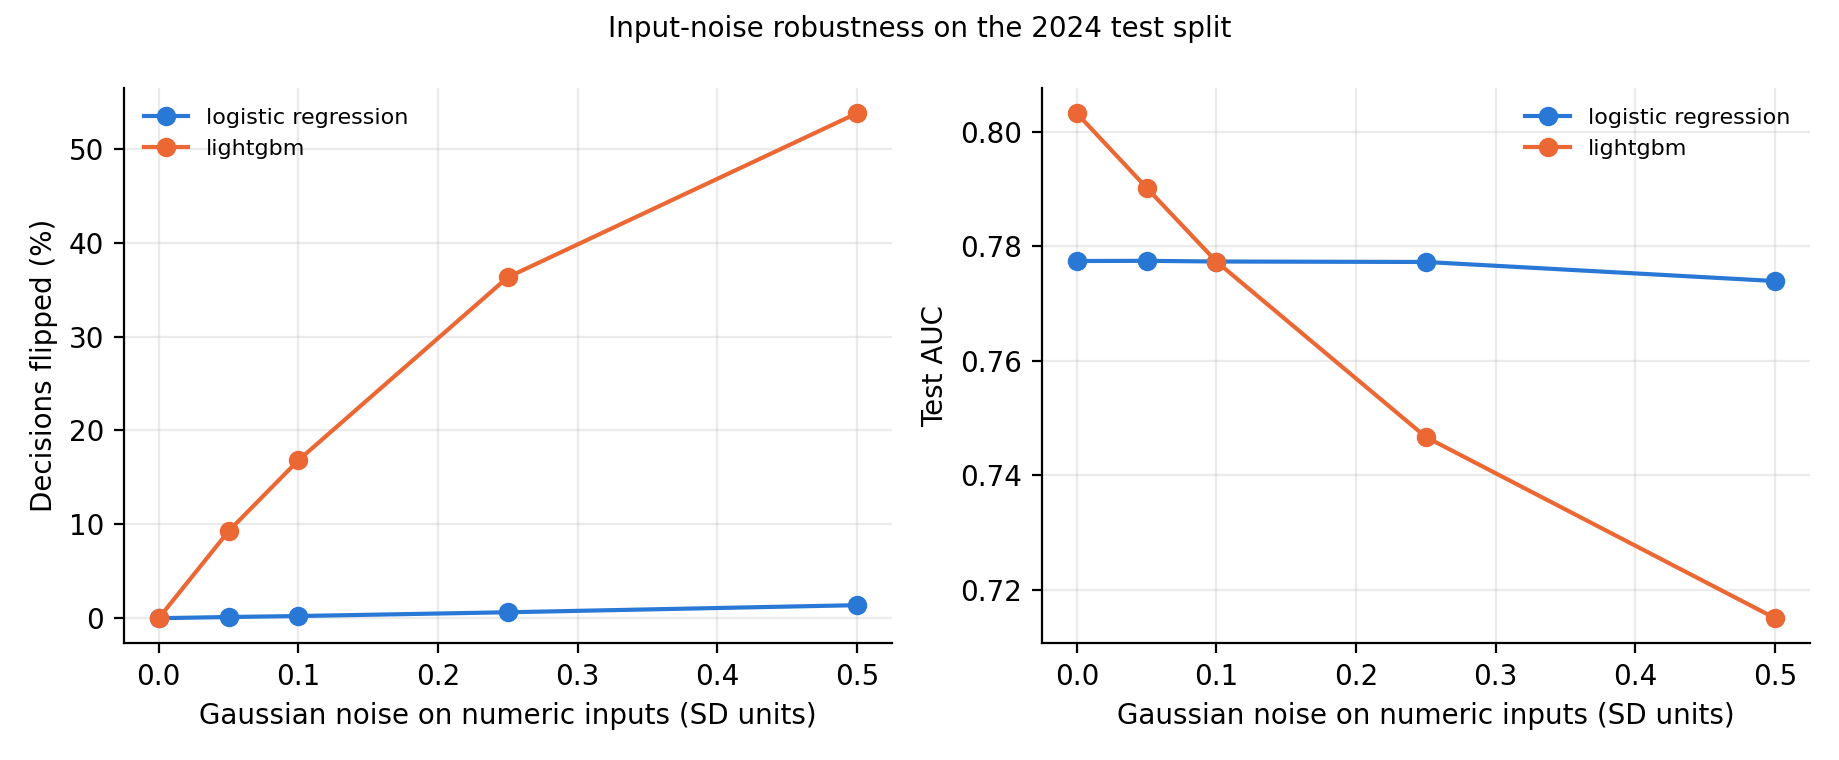 Input-noise robustness on the 2024 test split
logistic regression
lightgbm
50
40
30
20
10
0
Decisions flipped (%)
0.0 0.1 0.2 0.3 0.4 0.5
Gaussian noise on numeric inputs (SD units)
logistic regression
lightgbm
0.80
0.78
0.76
0.74
0.72
Test AUC
0.0 0.1 0.2 0.3 0.4 0.5
Gaussian noise on numeric inputs (SD units)